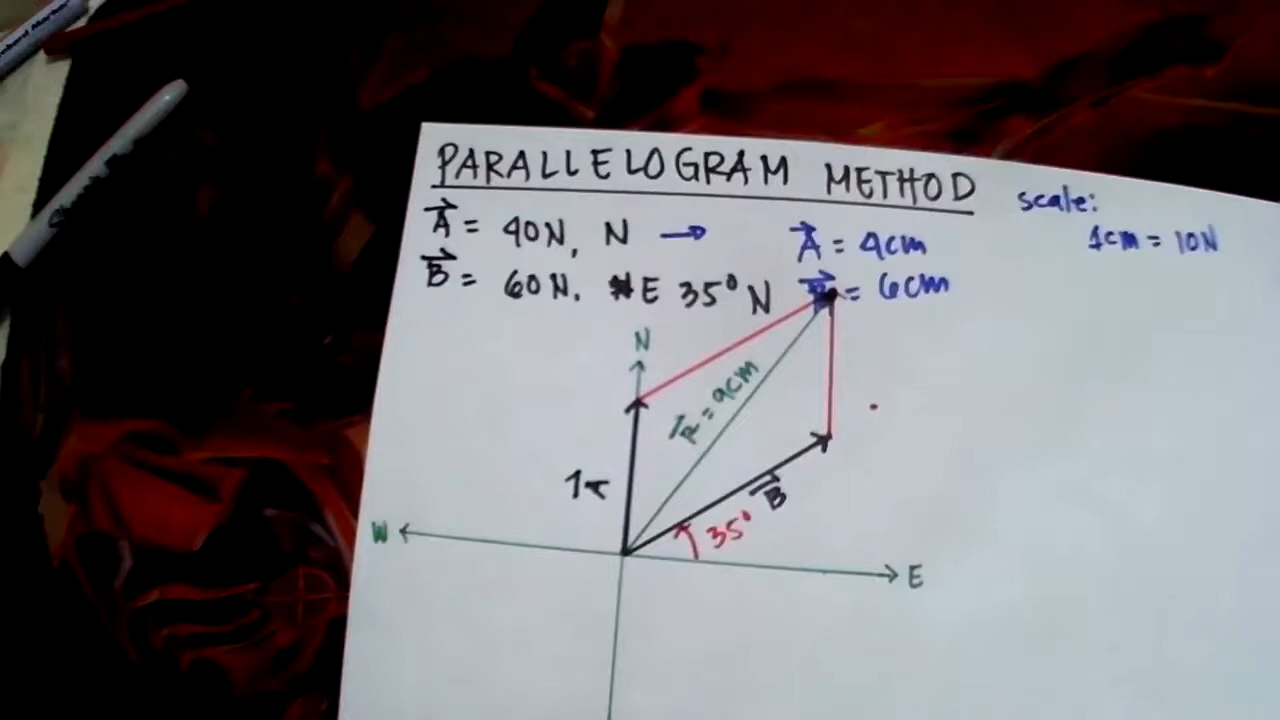 PARALLELOGRAM METHOD
scale:
1cm = 10N
A = 40N, N → A = 4cm
B = 60N. E 35° N = 6cm
N
R = 9cm
B
35°
W
E